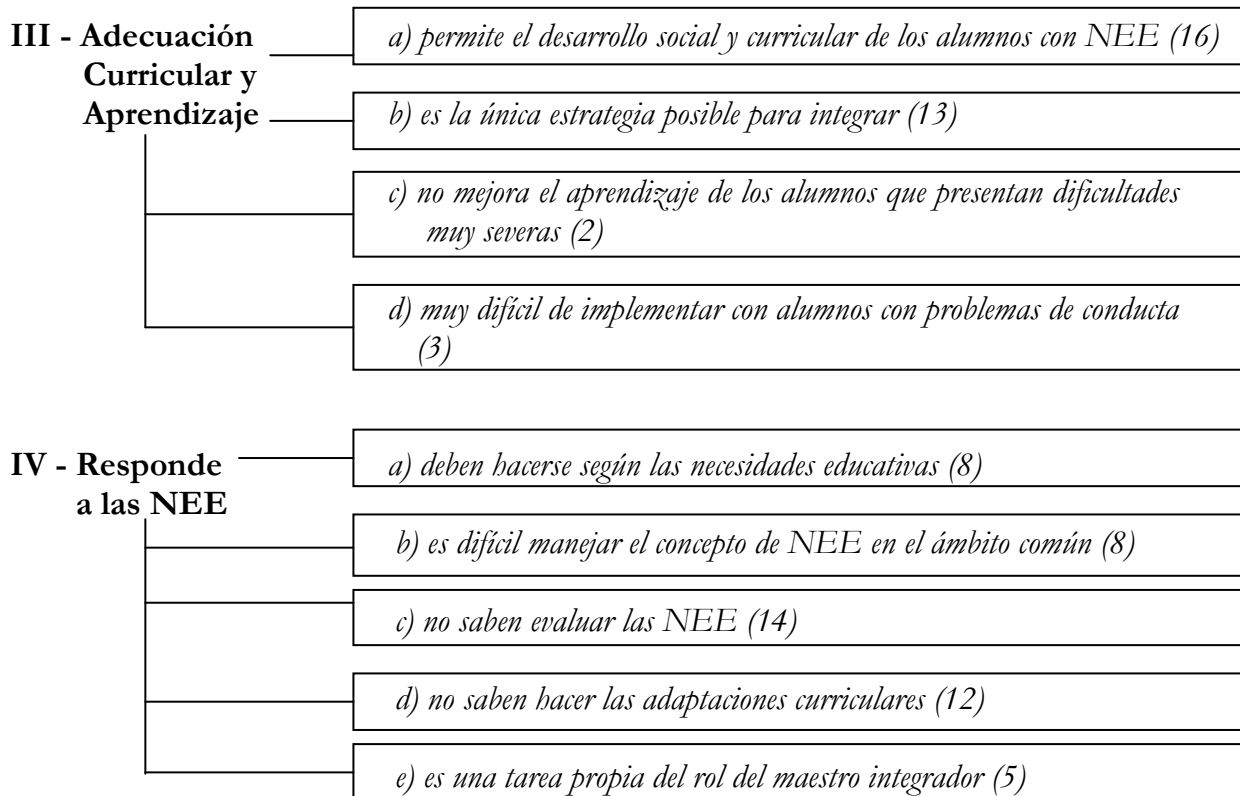 III - Adecuación
Curricular y
Aprendizaje
a) permite el desarrollo social y curricular de los alumnos con NEE (16)
b) es la única estrategia posible para integrar (13)
c) no mejora el aprendizaje de los alumnos que presentan dificultades
muy severas (2)
d) muy difícil de implementar con alumnos con problemas de conducta
(3)
IV - Responde
a las NEE
a) deben hacerse según las necesidades educativas (8)
b) es difícil manejar el concepto de NEE en el ámbito común (8)
c) no saben evaluar las NEE (14)
d) no saben hacer las adaptaciones curriculares (12)
e) es una tarea propia del rol del maestro integrador (5)